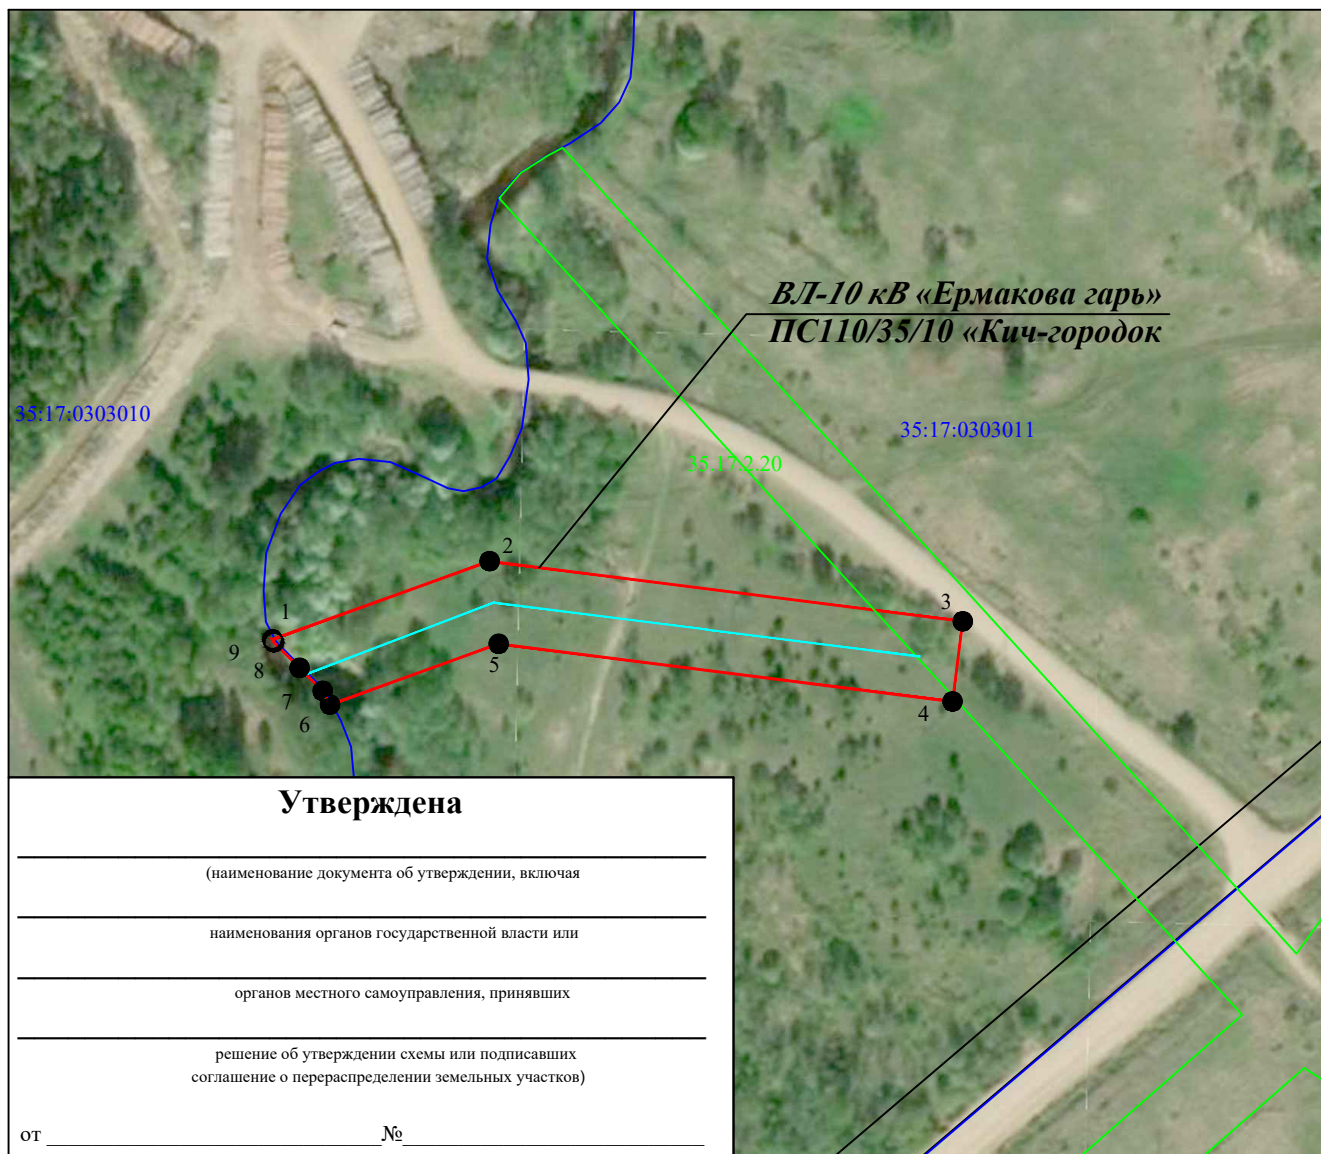 ВЛ-10 кВ «Ермакова гарь»
ПС110/35/10 «Кич-городок
35:17:0303010
35:17:0303011
35.17.2.20
2
3
1
9
5
8
7
4
6
Утверждена
(наименование документа об утверждении, включая
наименования органов государственной власти или
органов местного самоуправления, принявших
решение об утверждении схемы или подписавших
соглашение о перераспределении земельных участков)
от №